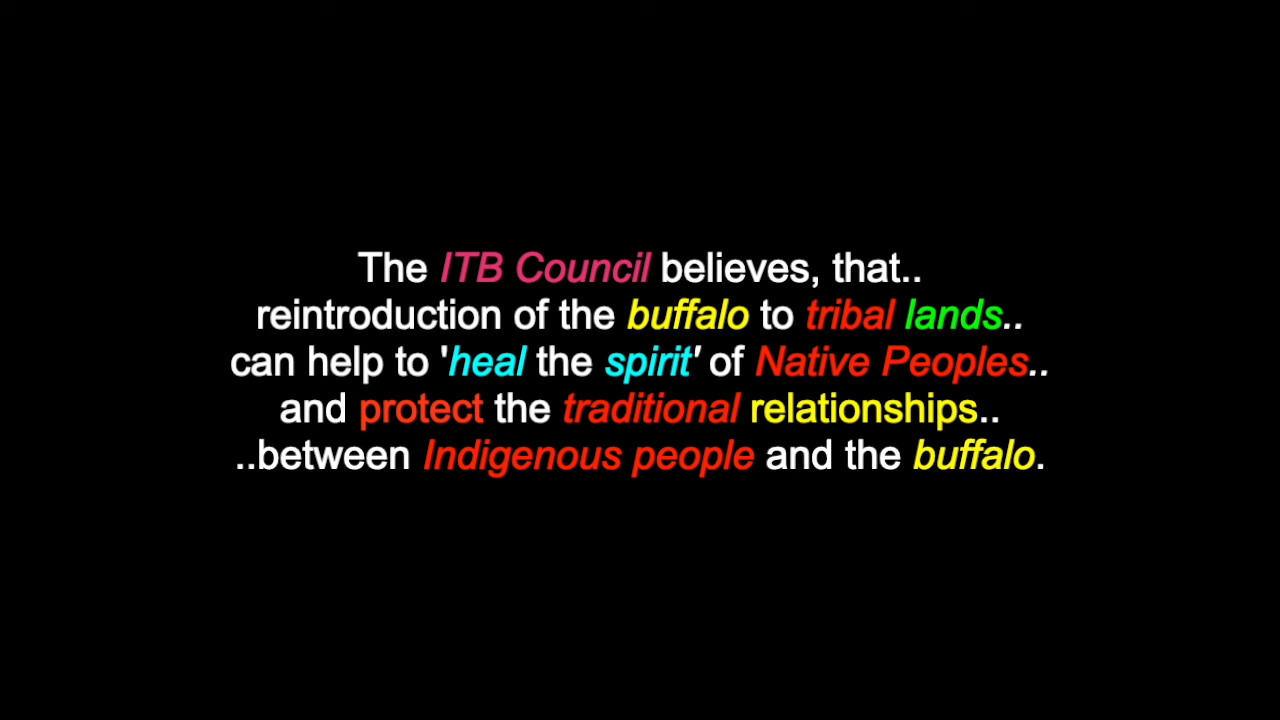 The ITB Council believes, that..
reintroduction of the buffalo to tribal lands..
can help to 'heal the spirit' of Native Peoples..
and protect the traditional relationships..
..between Indigenous people and the buffalo.